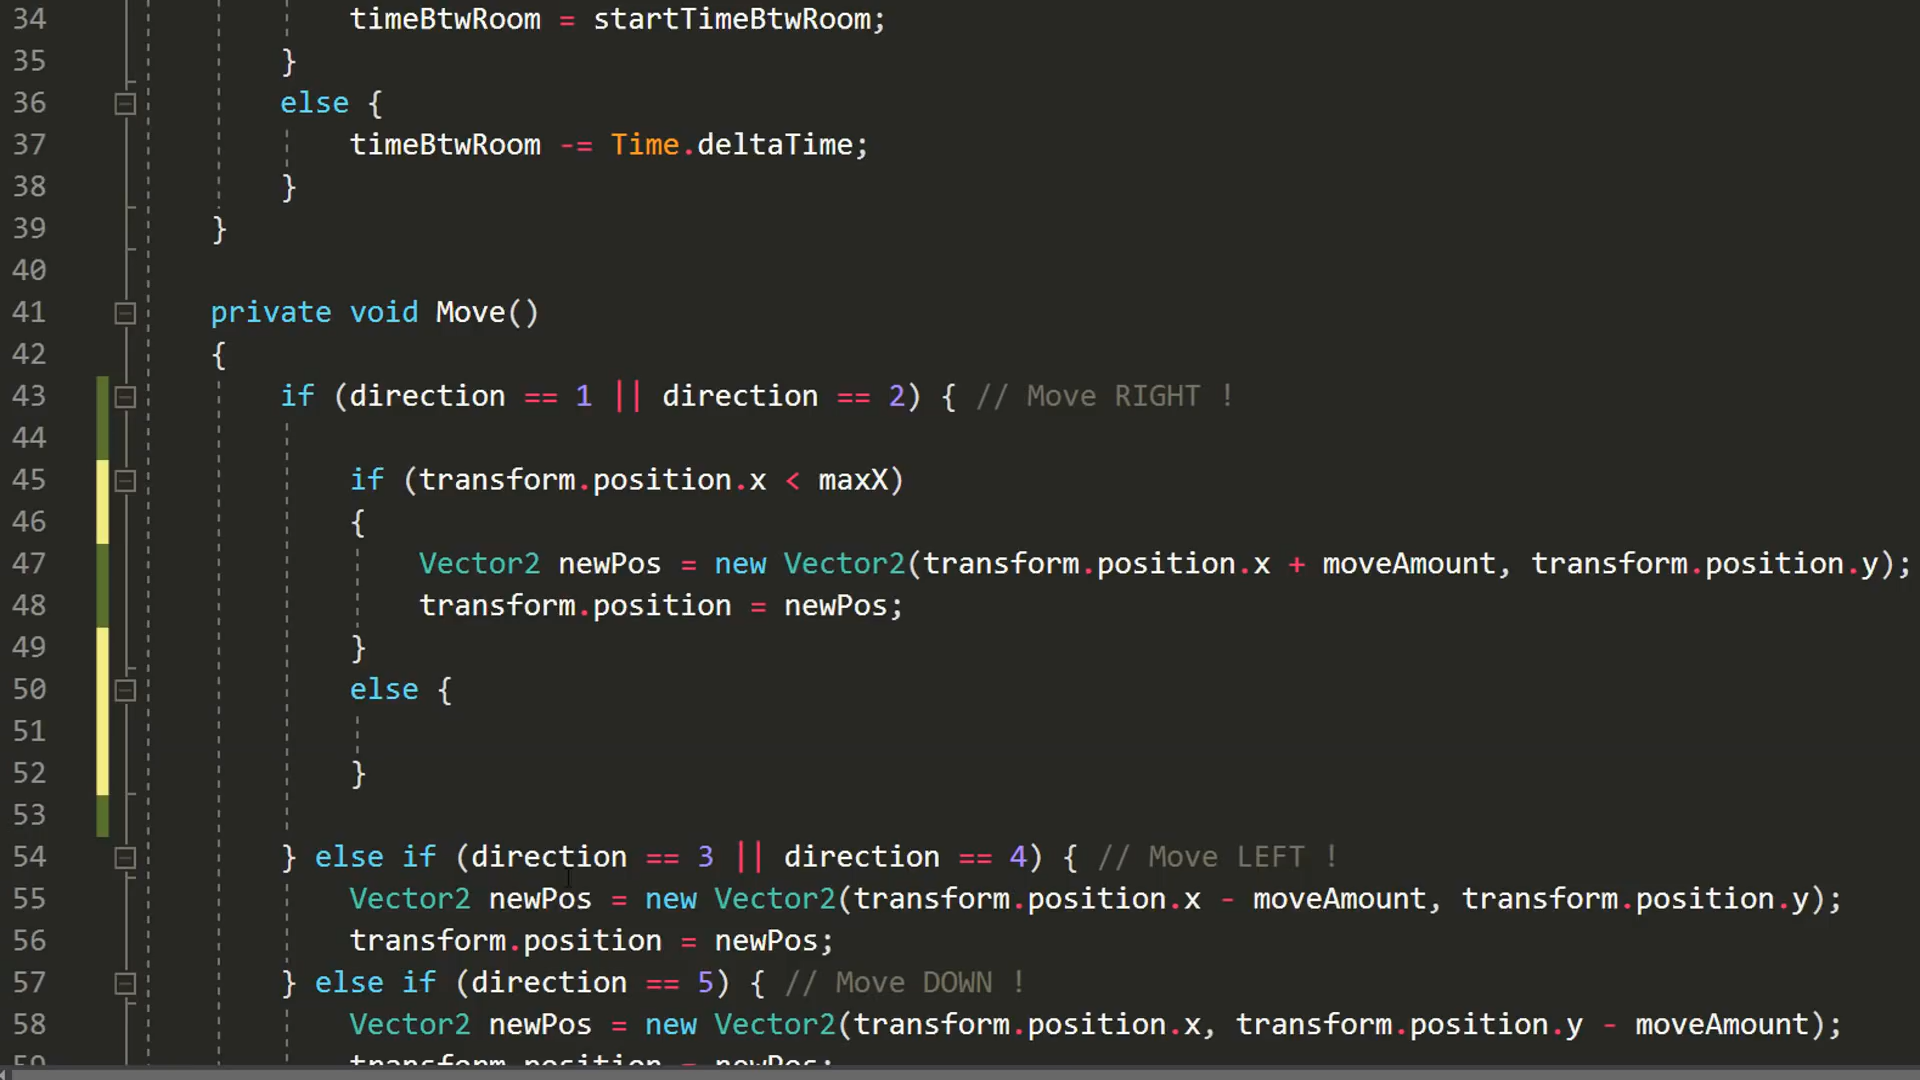 34 timeBtwRoom = startTimeBtwRoom;
35 }
36 else {
37 timeBtwRoom -= Time.deltaTime;
38 }
39 }
40
41 private void Move()
42 {
43 if (direction == 1 || direction == 2) { // Move RIGHT !
44
45 if (transform.position.x < maxX)
46 {
47 Vector2 newPos = new Vector2(transform.position.x + moveAmount, transform.position.y);
48 transform.position = newPos;
49 }
50 else {
51
52 }
53
54 } else if (direction == 3 || direction == 4) { // Move LEFT !
55 Vector2 newPos = new Vector2(transform.position.x - moveAmount, transform.position.y);
56 transform.position = newPos;
57 } else if (direction == 5) { // Move DOWN !
58 Vector2 newPos = new Vector2(transform.position.x, transform.position.y - moveAmount);
59 transform.position = newPos;